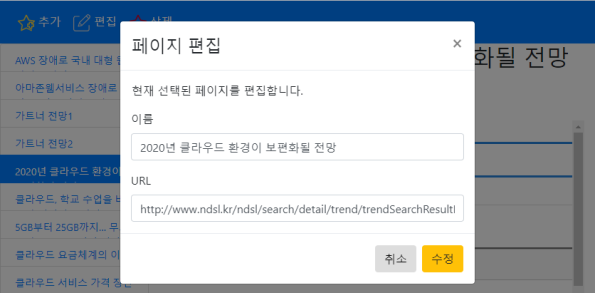 추가 편집 삭제
페이지 편집 ×
화될 전망
현재 선택된 페이지를 편집합니다.
이름
2020년 클라우드 환경이 보편화될 전망
URL
http://www.ndsl.kr/ndsl/search/detail/trend/trendSearchResultI
취소 수정
AWS 장애로 국내 대형
아마존웹서비스 장애로
가트너 전망1
가트너 전망2
2020년 클라우드 환경이
클라우드, 학교 수업을
5GB부터 25GB까지...
클라우드 요금체계의 이
클라우드 서비스 가격